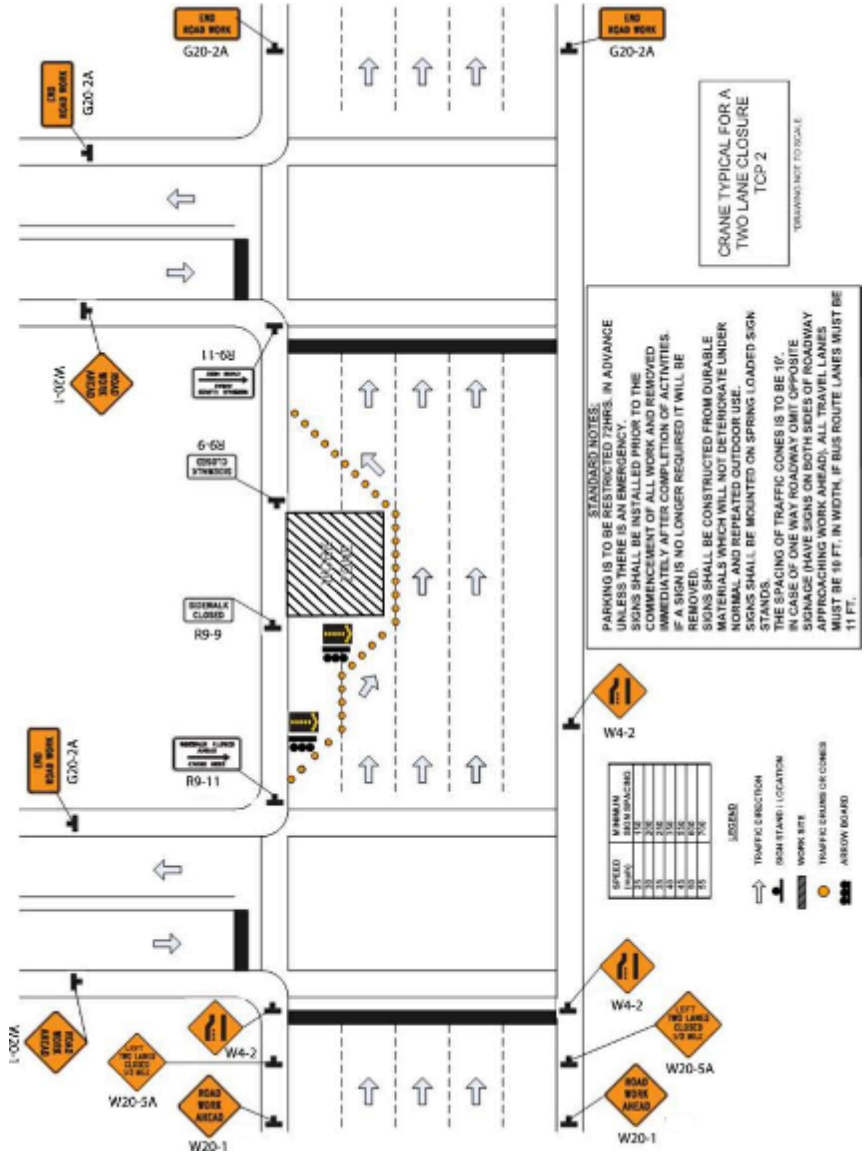 END
ROAD WORK
G20-2A
END
ROAD WORK
G20-2A
END
ROAD WORK
G20-2A
ROAD
WORK
AHEAD
W20-1
R9-11
SIDEWALK
CLOSED
R9-9
SIDEWALK
CLOSED
R9-9
SIDEWALK CLOSED
AHEAD
CROSS HERE
R9-11
END
ROAD WORK
G20-2A
ROAD
WORK
AHEAD
W20-1
W4-2
LEFT
TWO LANES
CLOSED
1/2 MILE
W20-5A
ROAD
WORK
AHEAD
W20-1
W4-2
W4-2
LEFT
TWO LANES
CLOSED
1/2 MILE
W20-5A
ROAD
WORK
AHEAD
W20-1
CRANE TYPICAL FOR A
TWO LANE CLOSURE
TCP 2
*DRAWING NOT TO SCALE
STANDARD NOTES:
PARKING IS TO BE RESTRICTED 72HRS. IN ADVANCE
UNLESS THERE IS AN EMERGENCY.
SIGNS SHALL BE INSTALLED PRIOR TO THE
COMMENCEMENT OF ALL WORK AND REMOVED
IMMEDIATELY AFTER COMPLETION OF ACTIVITIES.
IF A SIGN IS NO LONGER REQUIRED IT WILL BE
REMOVED.
SIGNS SHALL BE CONSTRUCTED FROM DURABLE
MATERIALS WHICH WILL NOT DETERIORATE UNDER
NORMAL AND REPEATED OUTDOOR USE.
SIGNS SHALL BE MOUNTED ON SPRING LOADED SIGN
STANDS.
THE SPACING OF TRAFFIC CONES IS TO BE 10'.
IN CASE OF ONE WAY ROADWAY OMIT OPPOSITE
SIGNAGE (HAVE SIGNS ON BOTH SIDES OF ROADWAY
APPROACHING WORK AHEAD). ALL TRAVEL LANES
MUST BE 10 FT. IN WIDTH, IF BUS ROUTE LANES MUST BE
11 FT.
SPEED
MINIMUM
SIGN SPACING
LEGEND
TRAFFIC DIRECTION
SIGN STAND / LOCATION
WORK SITE
TRAFFIC DRUMS OR CONES
ARROW BOARD